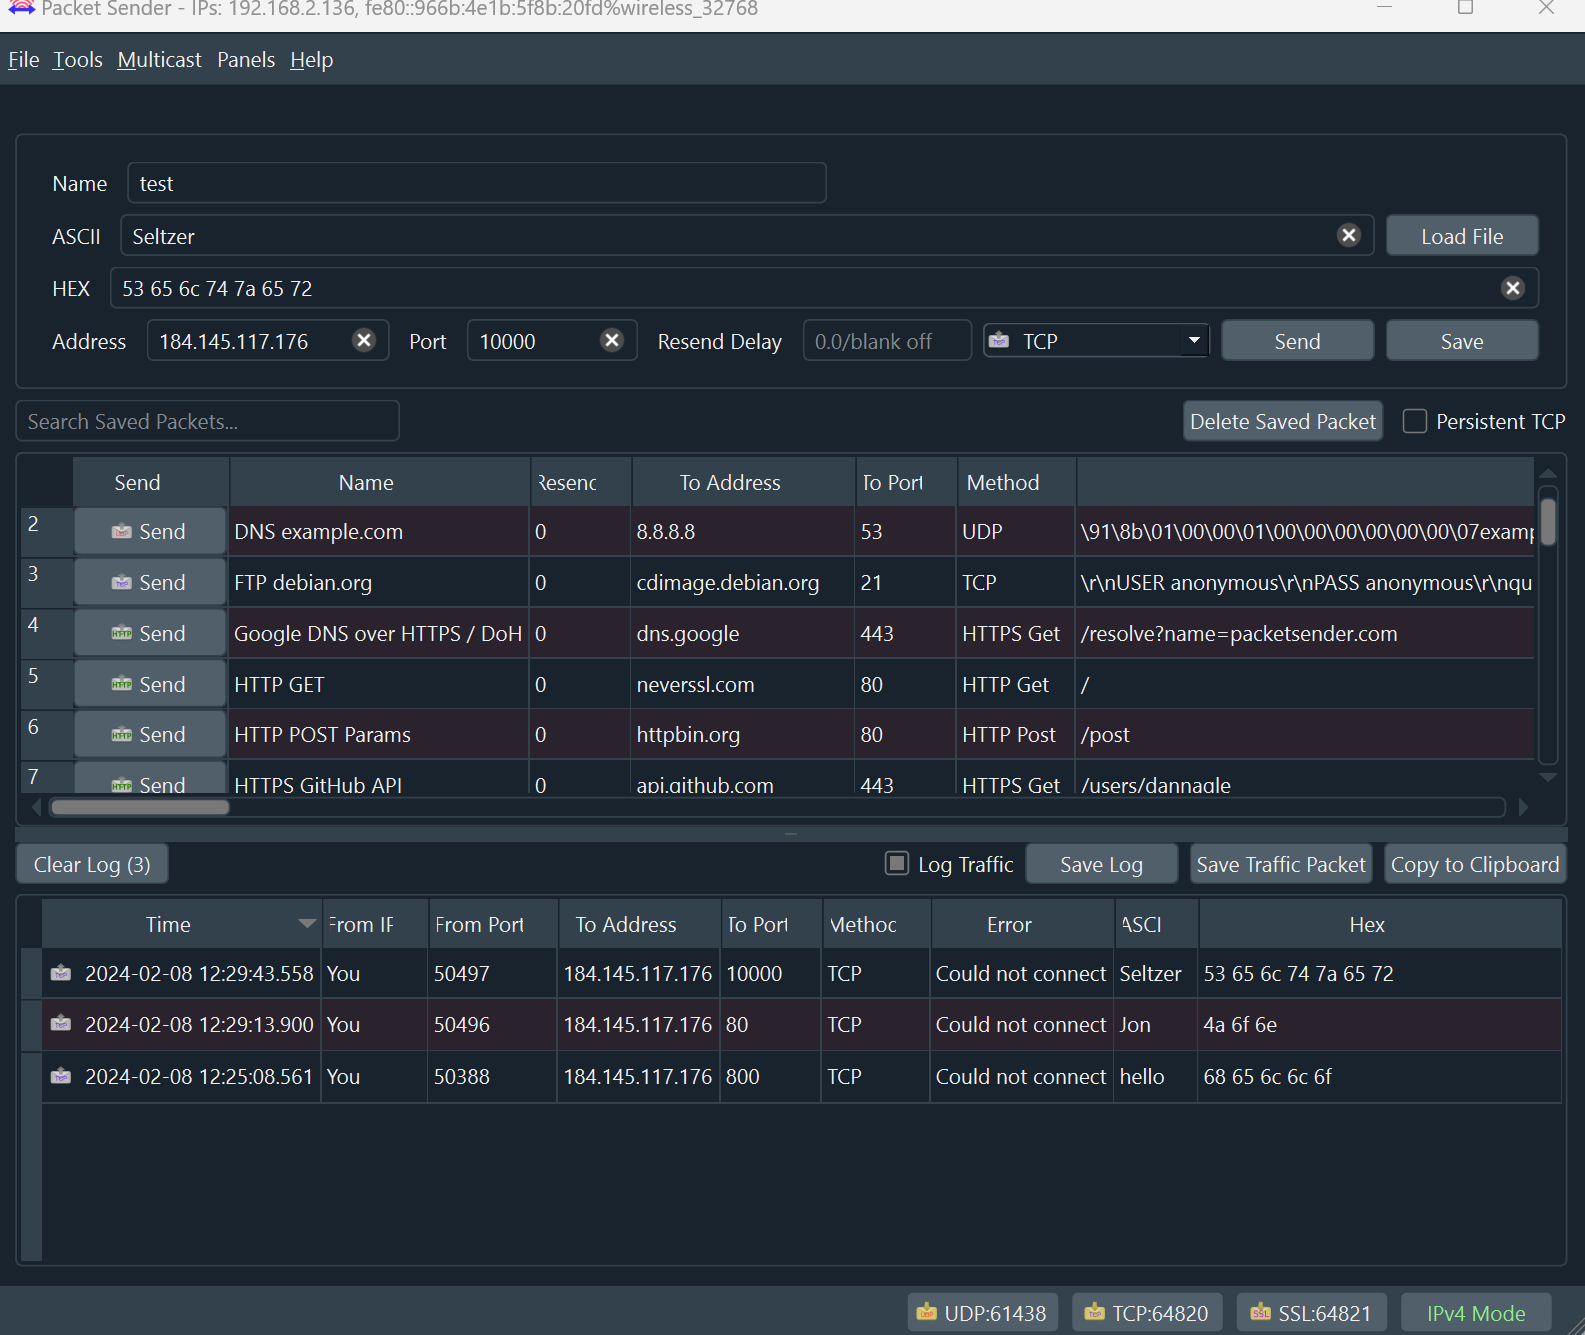 Packet Sender - IPs: 192.168.2.136, fe80::966b:4e1b:5f8b:20fd%wireless_32768
File Tools Multicast Panels Help
Name test
ASCII Seltzer Load File
HEX 53 65 6c 74 7a 65 72
Address 184.145.117.176 Port 10000 Resend Delay 0.0/blank off TCP Send Save
Search Saved Packets... Delete Saved Packet Persistent TCP
Send Name Resend To Address To Port Method
2 Send DNS example.com 0 8.8.8.8 53 UDP \91\8b\01\00\00\01\00\00\00\00\00\00\07examp
3 Send FTP debian.org 0 cdimage.debian.org 21 TCP \r\nUSER anonymous\r\nPASS anonymous\r\nqu
4 Send Google DNS over HTTPS / DoH 0 dns.google 443 HTTPS Get /resolve?name=packetsender.com
5 Send HTTP GET 0 neverssl.com 80 HTTP Get /
6 Send HTTP POST Params 0 httpbin.org 80 HTTP Post /post
7 Send HTTPS GitHub API 0 api.github.com 443 HTTPS Get /users/dannagle
Clear Log (3) Log Traffic Save Log Save Traffic Packet Copy to Clipboard
Time From IP From Port To Address To Port Method Error ASCI Hex
2024-02-08 12:29:43.558 You 50497 184.145.117.176 10000 TCP Could not connect Seltzer 53 65 6c 74 7a 65 72
2024-02-08 12:29:13.900 You 50496 184.145.117.176 80 TCP Could not connect Jon 4a 6f 6e
2024-02-08 12:25:08.561 You 50388 184.145.117.176 800 TCP Could not connect hello 68 65 6c 6c 6f
UDP:61438 TCP:64820 SSL:64821 IPv4 Mode